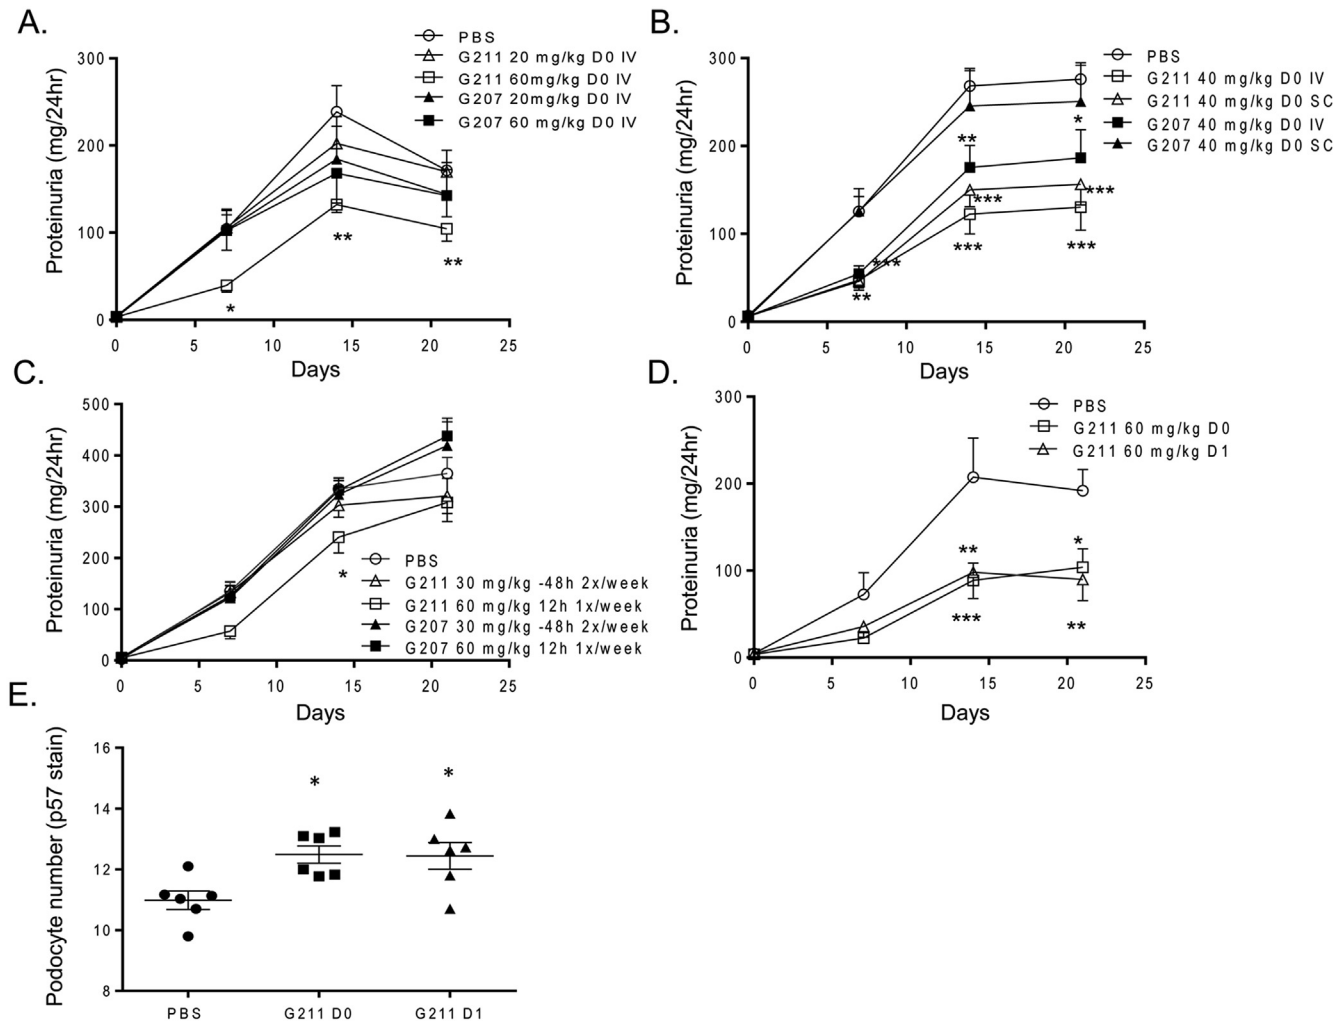 A.
PBS
G211 20 mg/kg D0 IV
G211 60mg/kg D0 IV
G207 20mg/kg D0 IV
G207 60 mg/kg D0 IV
Proteinuria (mg/24hr)
300
200
100
0
0 5 10 15 20 25
Days
**
**
*
B.
PBS
G211 40 mg/kg D0 IV
G211 40 mg/kg D0 SC
G207 40 mg/kg D0 IV
G207 40 mg/kg D0 SC
Proteinuria (mg/24hr)
300
200
100
0
0 5 10 15 20 25
Days
*
**
***
***
***
***
***
**
C.
Proteinuria (mg/24hr)
500
400
300
200
100
0
0 5 10 15 20 25
Days
*
PBS
G211 30 mg/kg -48h 2x/week
G211 60 mg/kg 12h 1x/week
G207 30 mg/kg -48h 2x/week
G207 60 mg/kg 12h 1x/week
D.
PBS
G211 60 mg/kg D0
G211 60 mg/kg D1
Proteinuria (mg/24hr)
300
200
100
0
0 5 10 15 20 25
Days
**
*
***
**
E.
Podocyte number (p57 stain)
16
14
12
10
8
*
*
PBS G211 D0 G211 D1